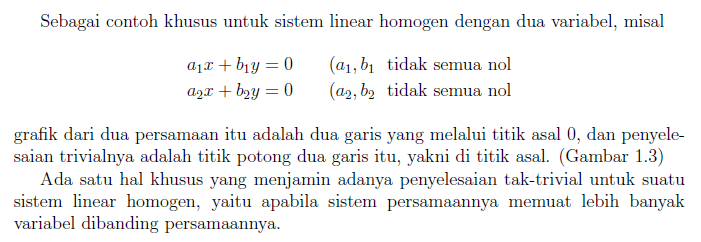 Sebagai contoh khusus untuk sistem linear homogen dengan dua variabel, misal
a₁x + b₁y = 0 (a₁, b₁ tidak semua nol
a₂x + b₂y = 0 (a₂, b₂ tidak semua nol
grafik dari dua persamaan itu adalah dua garis yang melalui titik asal 0, dan penyele-
saian trivialnya adalah titik potong dua garis itu, yakni di titik asal. (Gambar 1.3)
Ada satu hal khusus yang menjamin adanya penyelesaian tak-trivial untuk suatu
sistem linear homogen, yaitu apabila sistem persamaannya memuat lebih banyak
variabel dibanding persamaannya.